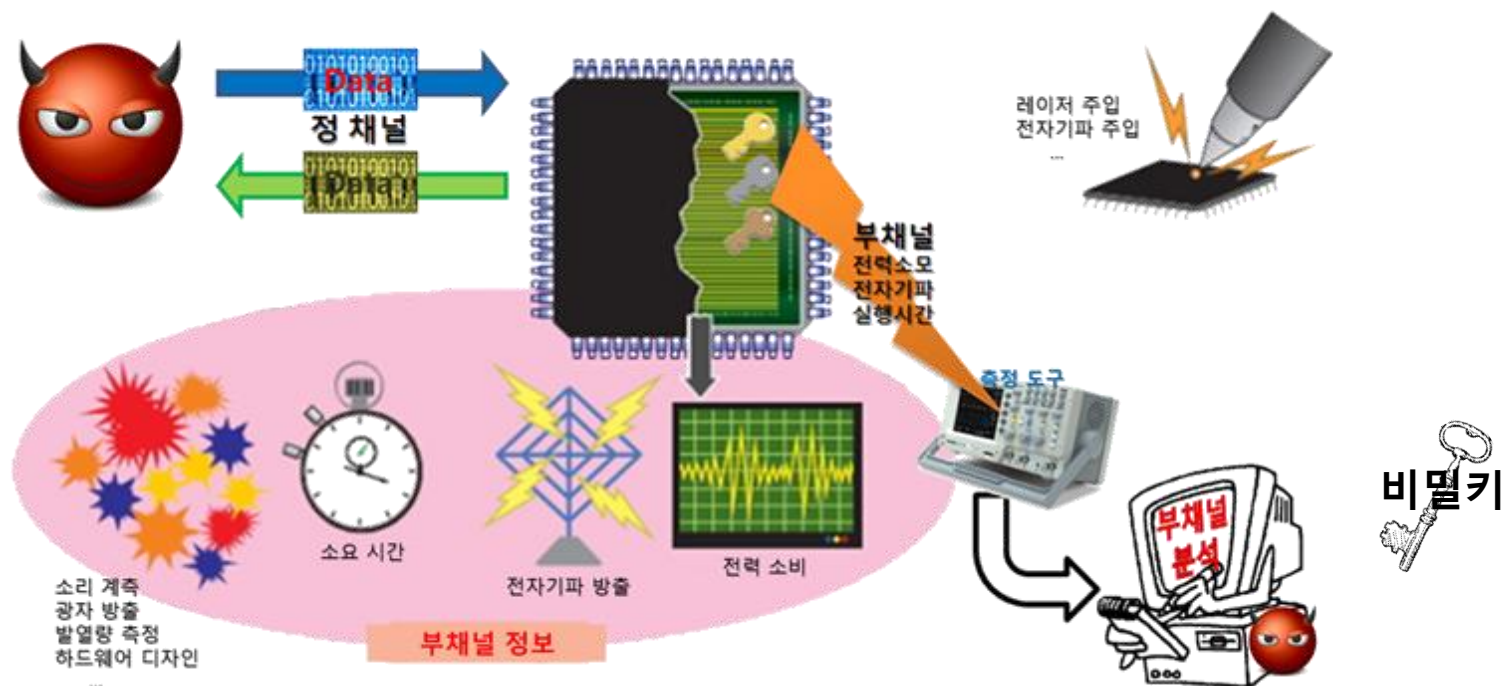 01010100101
Data
정 채널
01010100101
Data
레이저 주입
전자기파 주입
...
부채널
전력소모
전자기파
실행시간
측정 도구
소요 시간
전자기파 방출
전력 소비
소리 계측
광자 방출
발열량 측정
하드웨어 디자인
...
부채널 정보
부채널
분석
비밀키